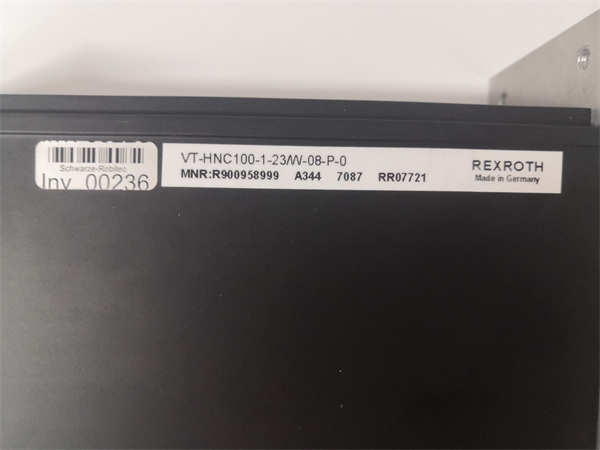 Schwarze-Robitec
Inv 00236
VT-HNC100-1-23/W-08-P-0
MNR:R900958999 A344 7087 RR07721
REXROTH
Made in Germany